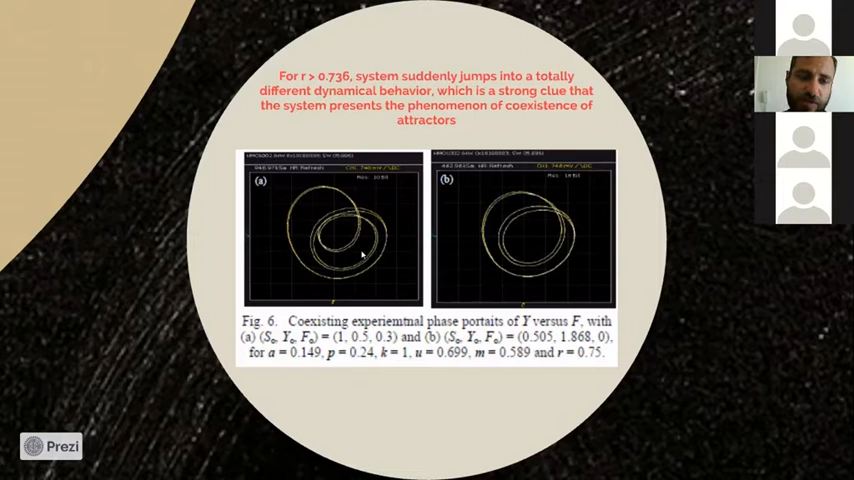 For r > 0.736, system suddenly jumps into a totally
different dynamical behavior, which is a strong clue that
the system presents the phenomenon of coexistence of
attractors
(a)
(b)
Fig. 6. Coexisting experiemtnal phase portaits of Y versus F, with
(a) (S₀, Y₀, F₀) = (1, 0.5, 0.3) and (b) (S₀, Y₀, F₀) = (0.505, 1.868, 0),
for a = 0.149, p = 0.24, k = 1, u = 0.699, m = 0.589 and r = 0.75.
Prezi